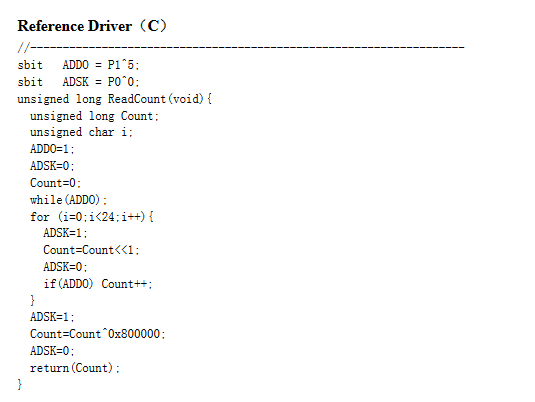 Reference Driver（C）
//-------------------------------------------------------------------
sbit   ADDO = P1^5;
sbit   ADSK = P0^0;
unsigned long ReadCount(void){
  unsigned long Count;
  unsigned char i;
  ADDO=1;
  ADSK=0;
  Count=0;
  while(ADDO);
  for (i=0;i<24;i++){
    ADSK=1;
    Count=Count<<1;
    ADSK=0;
    if(ADDO) Count++;
  }
  ADSK=1;
  Count=Count^0x800000;
  ADSK=0;
  return(Count);
}